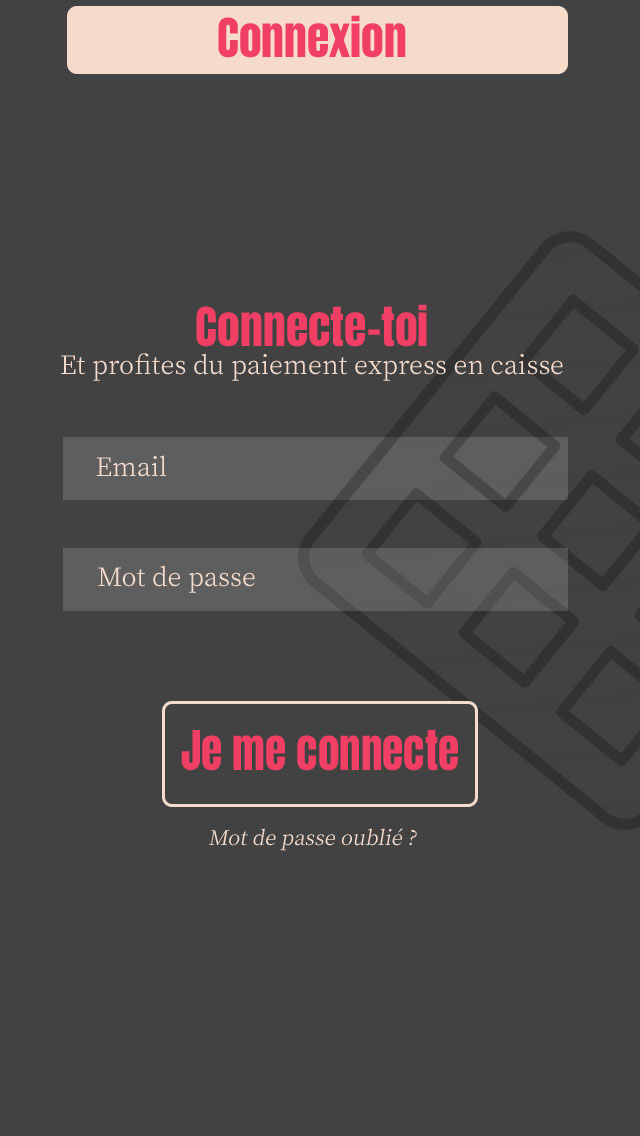 Connexion
Connecte-toi
Et profites du paiement express en caisse
Email
Mot de passe
Je me connecte
Mot de passe oublié ?